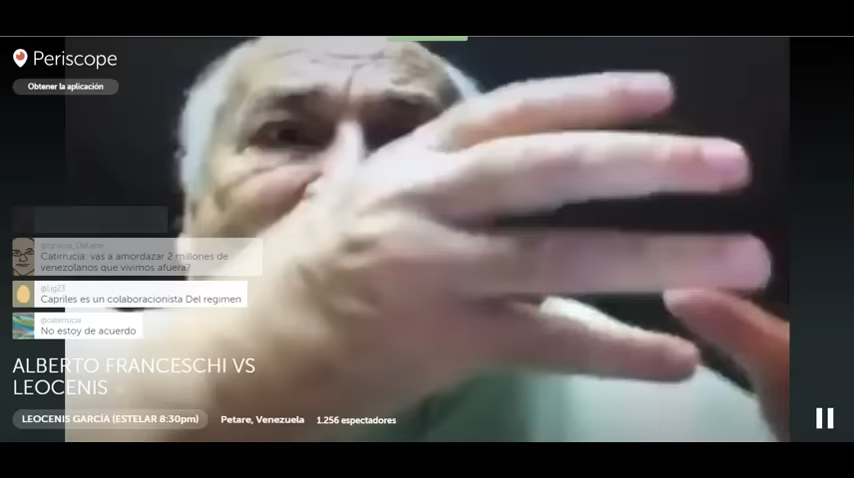 Periscope
Obtener la aplicación
Catirrucia: vas a amordazar 2 millones de
venezolanos que vivimos afuera?
@Lig23
Capriles es un colaboracionista Del regimen
@catirrucia
No estoy de acuerdo
ALBERTO FRANCESCHI VS
LEOCENIS
LEOCENIS GARCÍA (ESTELAR 8:30pm)
Petare, Venezuela
1.256 espectadores